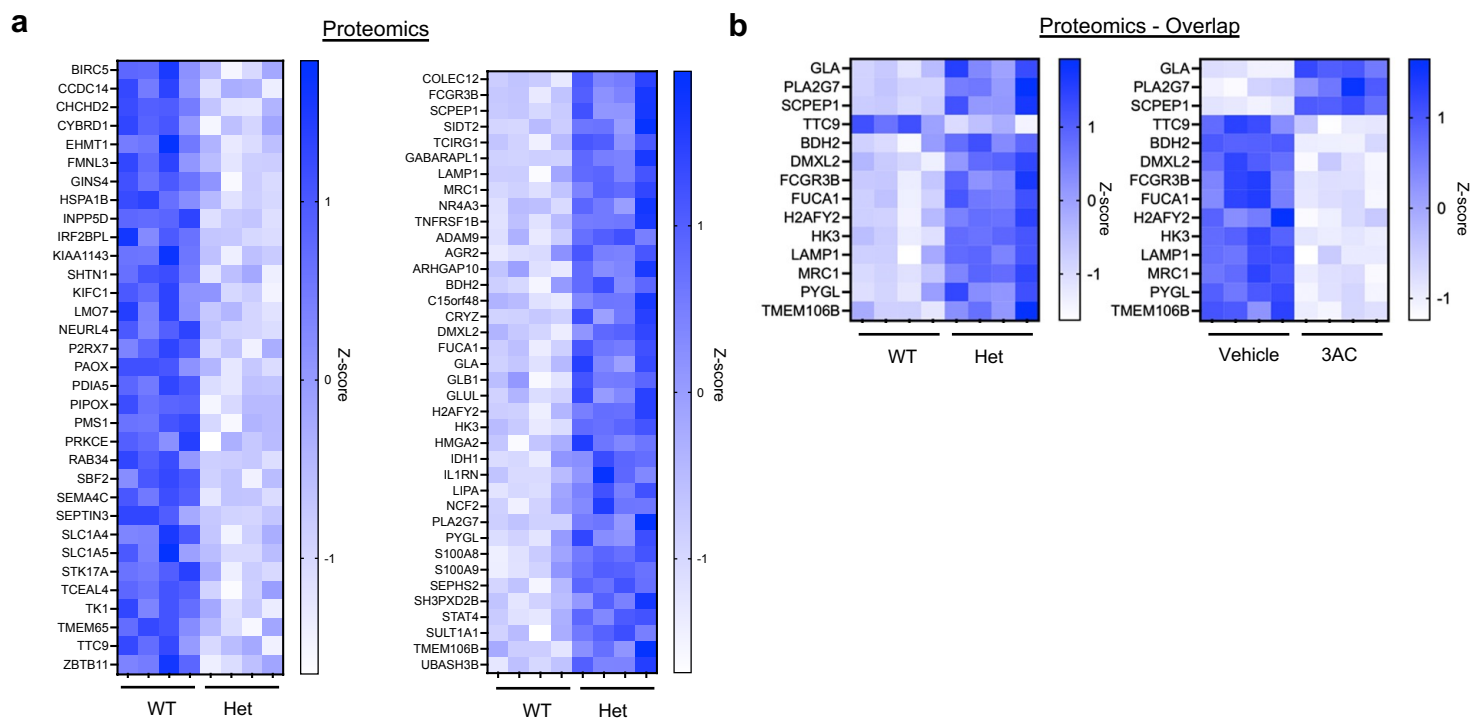 a
Proteomics
BIRC5
CCDC14
CHCHD2
CYBRD1
EHMT1
FMNL3
GINS4
HSPA1B
INPP5D
IRF2BPL
KIAA1143
SHTN1
KIFC1
LMO7
NEURL4
P2RX7
PAOX
PDIA5
PIPOX
PMS1
PRKCE
RAB34
SBF2
SEMA4C
SEPTIN3
SLC1A4
SLC1A5
STK17A
TCEAL4
TK1
TMEM65
TTC9
ZBTB11
WT
Het
1
0
-1
Z-score
COLEC12
FCGR3B
SCPEP1
SIDT2
TCIRG1
GABARAPL1
LAMP1
MRC1
NR4A3
TNFRSF1B
ADAM9
AGR2
ARHGAP10
BDH2
C15orf48
CRYZ
DMXL2
FUCA1
GLA
GLB1
GLUL
H2AFY2
HK3
HMGA2
IDH1
IL1RN
LIPA
NCF2
PLA2G7
PYGL
S100A8
S100A9
SEPHS2
SH3PXD2B
STAT4
SULT1A1
TMEM106B
UBASH3B
WT
Het
1
0
-1
Z-score
b
Proteomics - Overlap
GLA
PLA2G7
SCPEP1
TTC9
BDH2
DMXL2
FCGR3B
FUCA1
H2AFY2
HK3
LAMP1
MRC1
PYGL
TMEM106B
WT
Het
1
0
-1
Z-score
GLA
PLA2G7
SCPEP1
TTC9
BDH2
DMXL2
FCGR3B
FUCA1
H2AFY2
HK3
LAMP1
MRC1
PYGL
TMEM106B
Vehicle
3AC
1
0
-1
Z-score